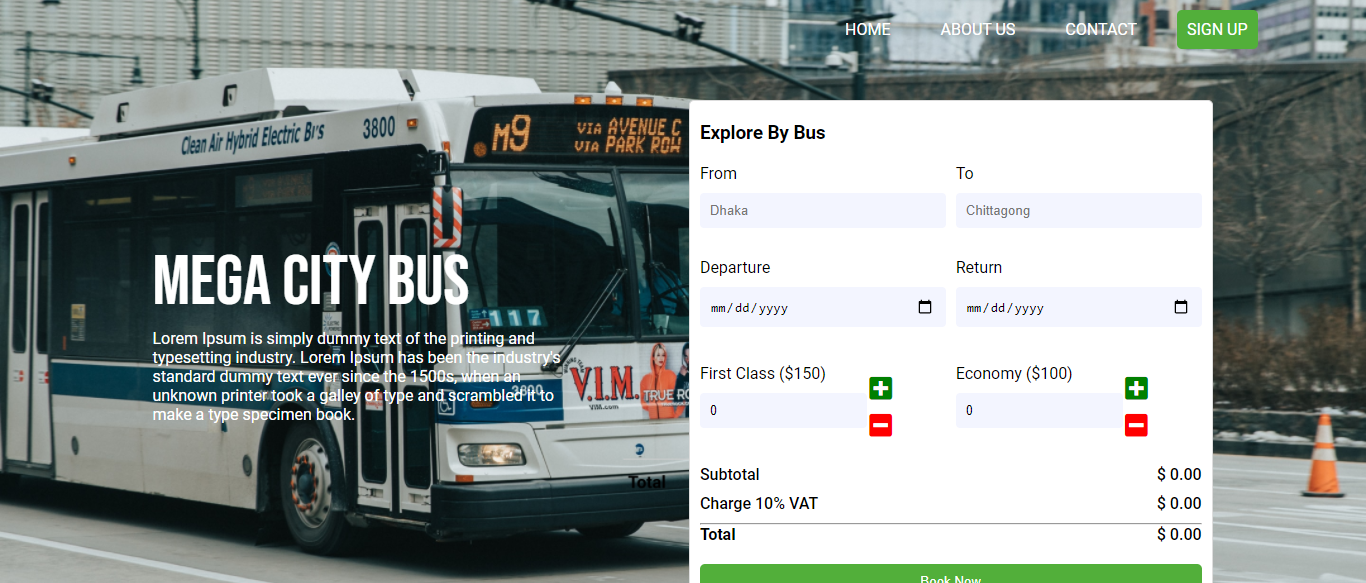 HOME
ABOUT US
CONTACT
SIGN UP
Clean Air Hybrid Electric Bus
3800
M9
VIA AVENUE C
VIA PARK ROW
MEGA CITY BUS
Lorem Ipsum is simply dummy text of the printing and
typesetting industry. Lorem Ipsum has been the industry's
standard dummy text ever since the 1500s, when an
unknown printer took a galley of type and scrambled it to
make a type specimen book.
117
3800
V.I.M.
VIM.com
TRUE
Total
Explore By Bus
From
To
Dhaka
Chittagong
Departure
Return
mm/dd/yyyy
mm/dd/yyyy
First Class ($150)
Economy ($100)
0
0
Subtotal
$ 0.00
Charge 10% VAT
$ 0.00
Total
$ 0.00
Book Now